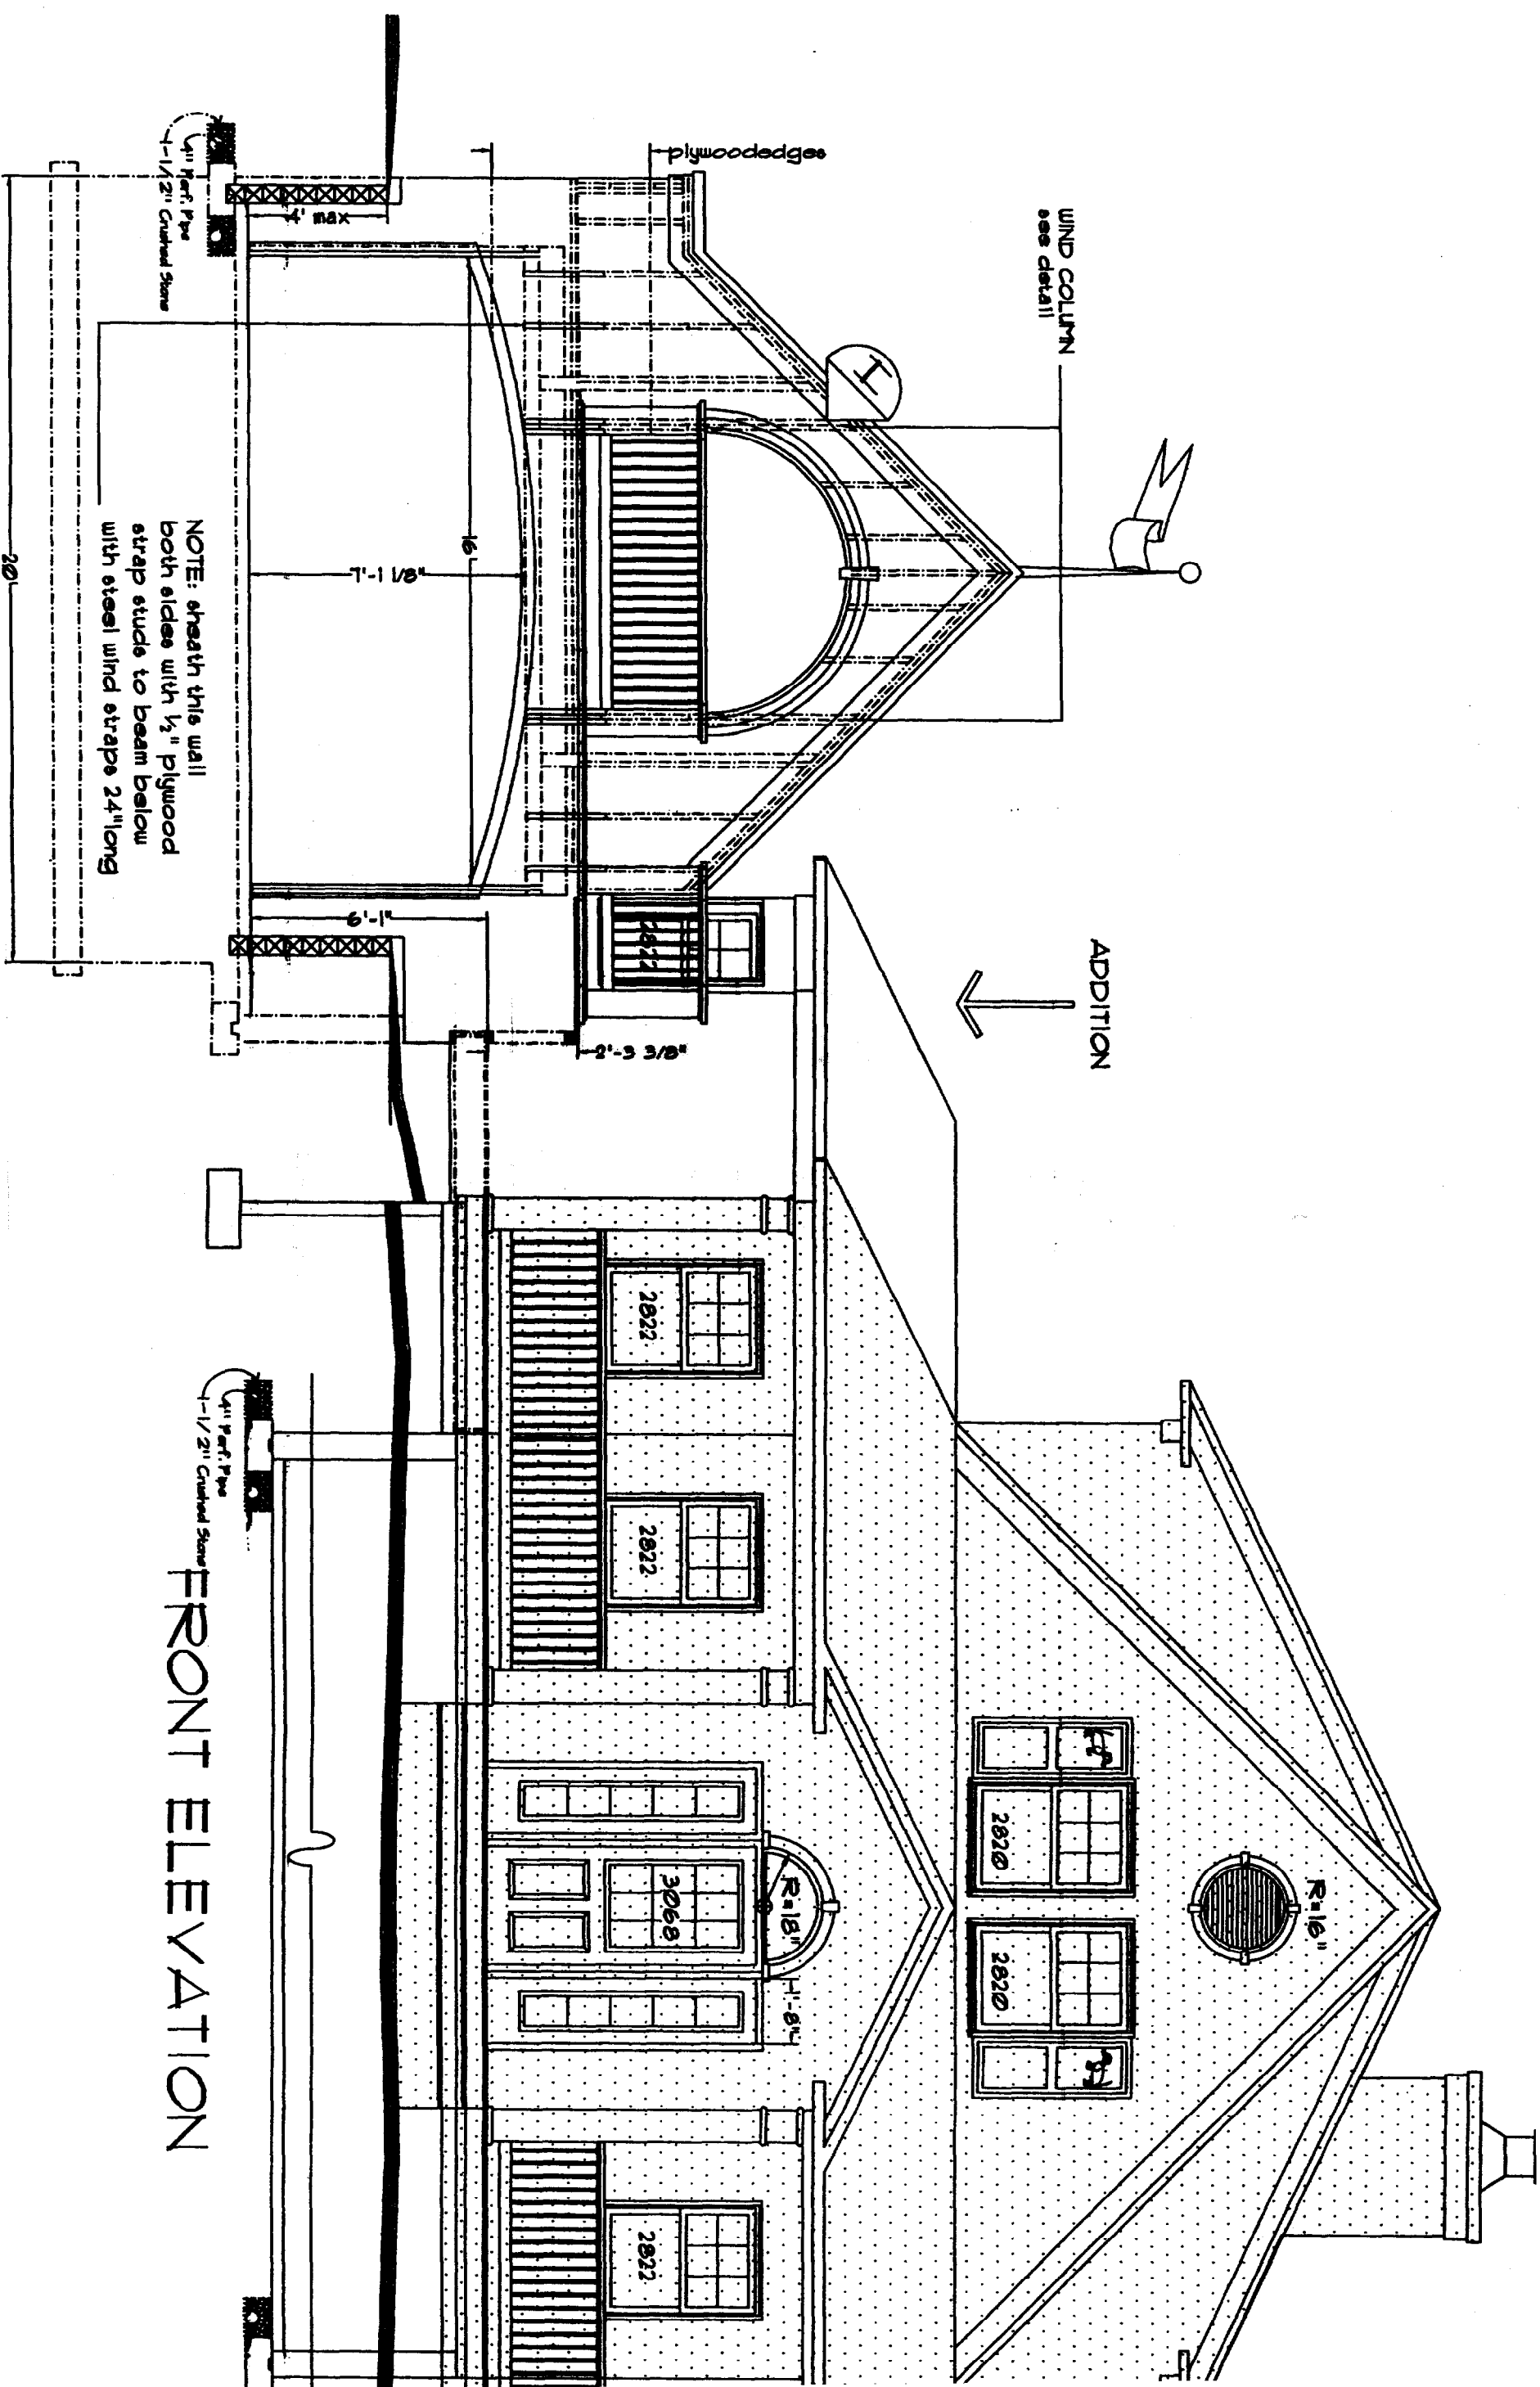 WIND COLUMN
see detail
ADDITION
R=16"
2820
2820
I
plywoodedges
2822
2822
2822
2822
R=18"
1'-8"
3068
2'-3 3/8"
6'-1"
4' max
16
7'-1 1/8"
4" Perf. Pipe
1-1/2" Crushed Stone
4" Perf. Pipe
1-1/2" Crushed Stone
NOTE: sheath this wall
both sides with ½" plywood
strap studs to beam below
with steel wind straps 24"long
20'
FRONT ELEVATION